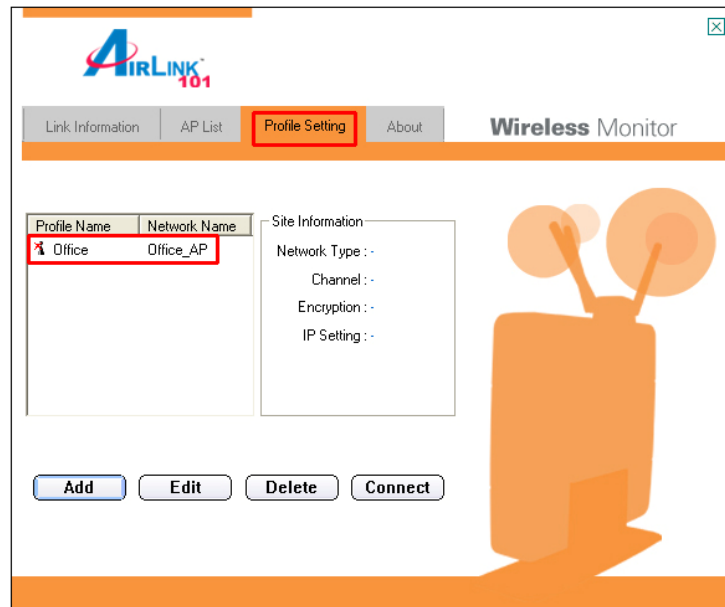 AIRLINK
101
Link Information AP List Profile Setting About Wireless Monitor
Profile Name Network Name
Office Office_AP
Site Information
Network Type : -
Channel : -
Encryption : -
IP Setting : -
Add Edit Delete Connect